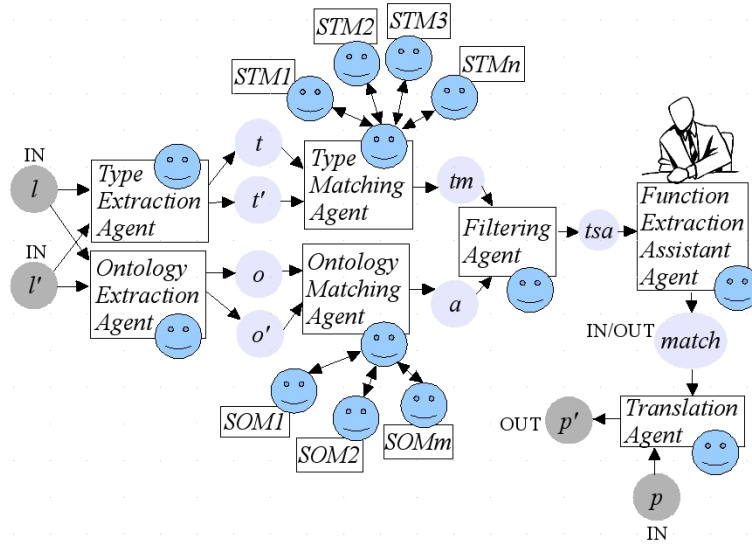 STM1
STM2
STM3
STMn
IN
l
IN
l'
Type
Extraction
Agent
Ontology
Extraction
Agent
t
t'
o
o'
Type
Matching
Agent
Ontology
Matching
Agent
SOM1
SOM2
SOMm
tm
a
Filtering
Agent
tsa
Function
Extraction
Assistant
Agent
IN/OUT
match
Translation
Agent
OUT
p'
p
IN